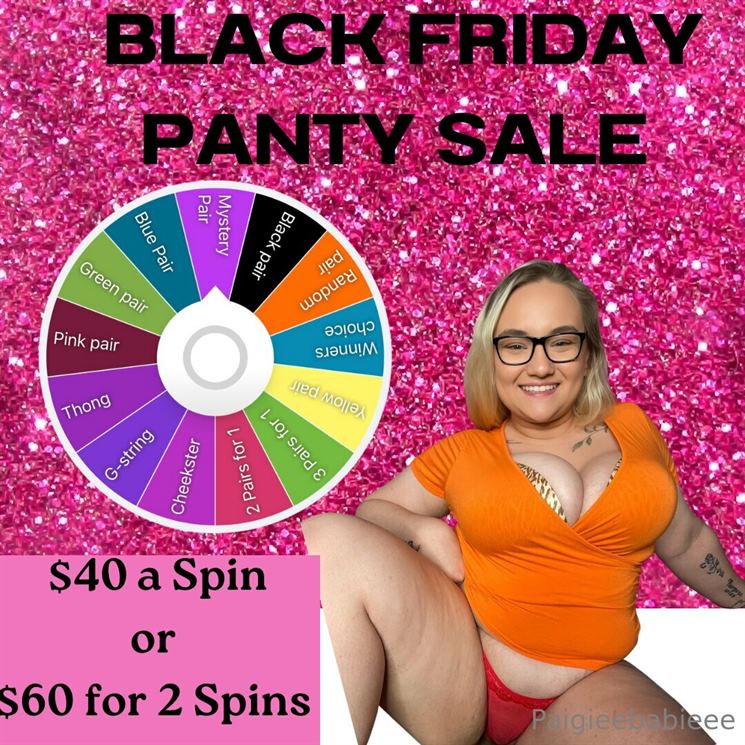 BLACK FRIDAY
PANTY SALE
Mystery
Pair
Black pair
Random
pair
Winners
choice
Yellow pair
3 Pairs for 1
2 Pairs for 1
Cheekster
G-string
Thong
Pink pair
Green pair
Blue Pair
$40 a Spin
or
$60 for 2 Spins
Paigieebabieee